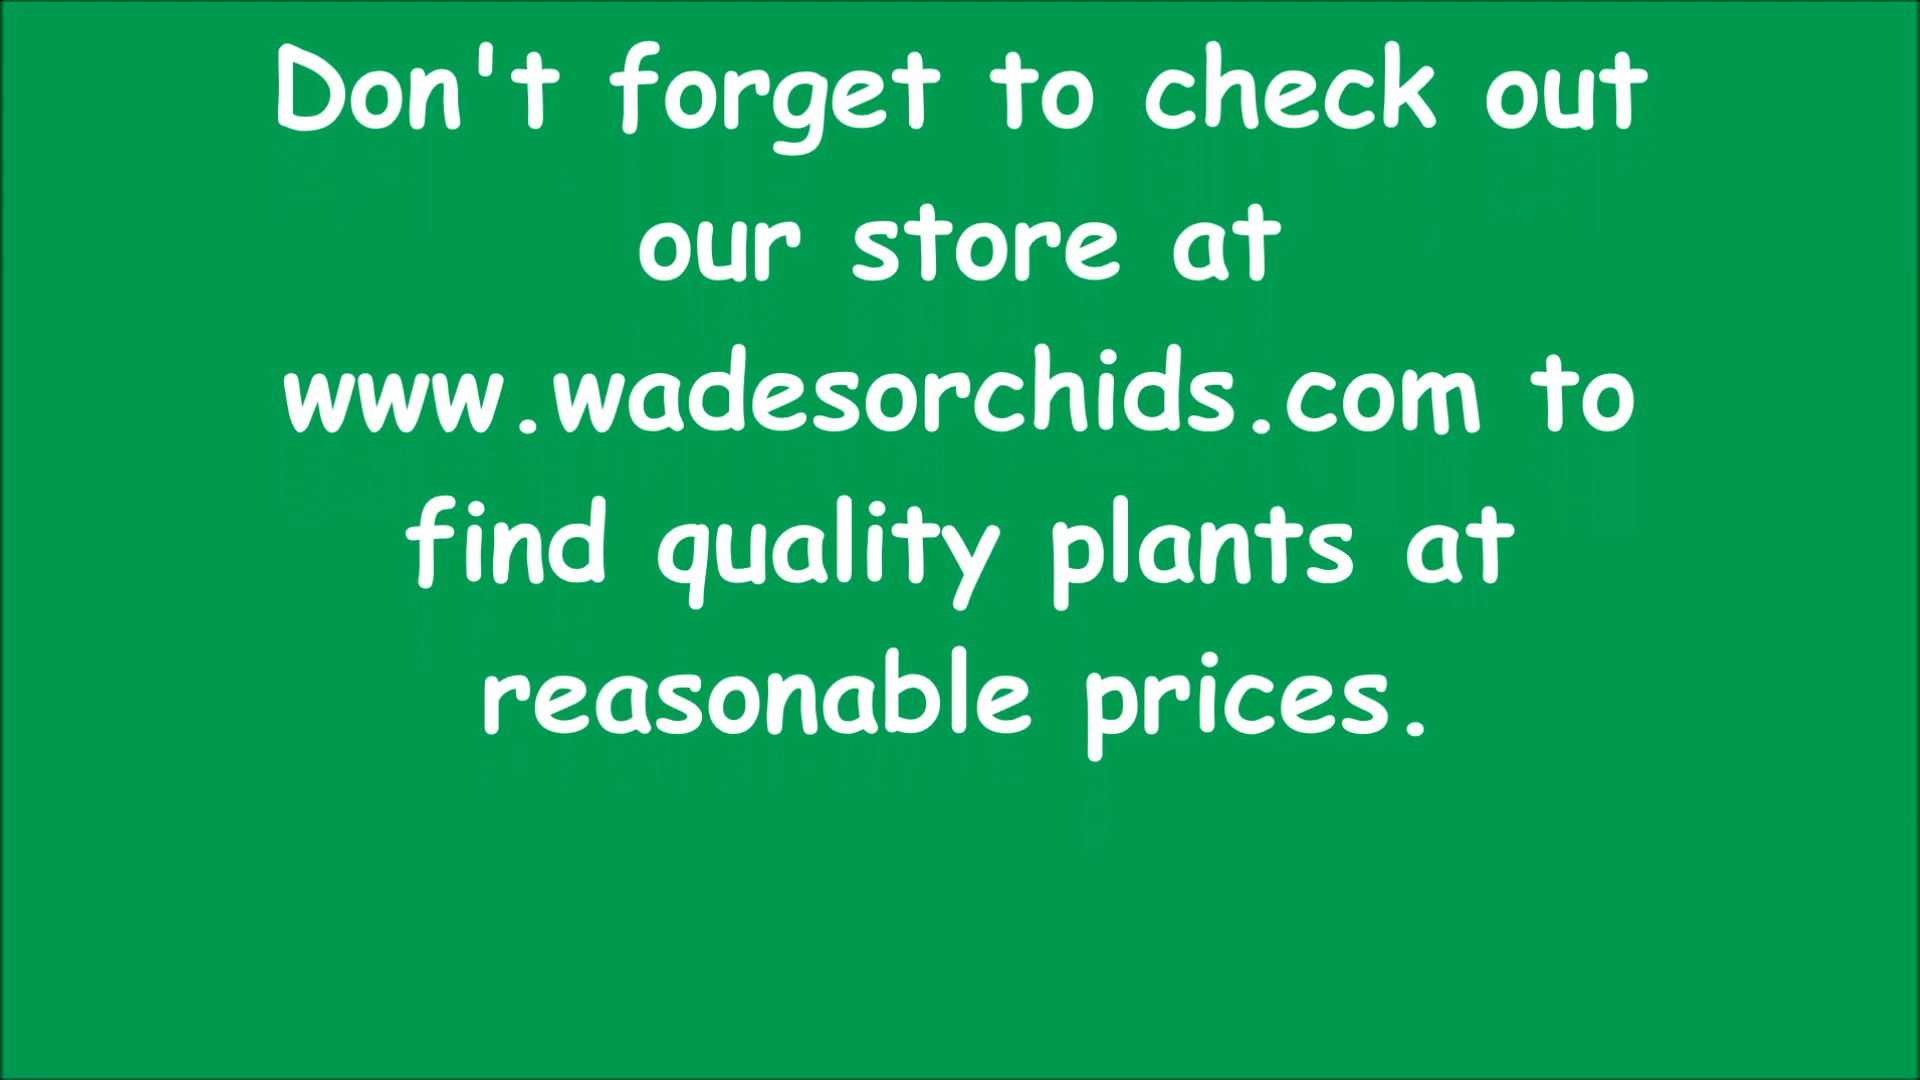 Don't forget to check out
our store at
www.wadesorchids.com to
find quality plants at
reasonable prices.